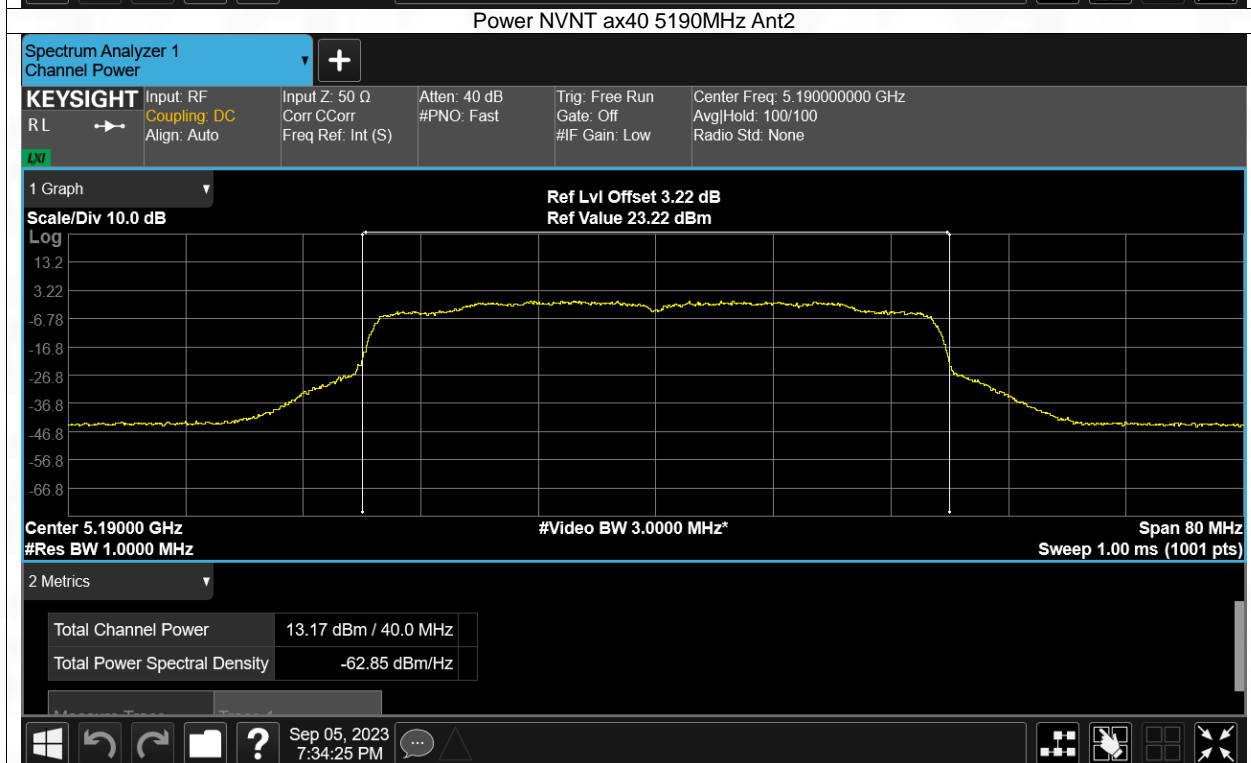 Power NVNT ax40 5190MHz Ant2
Spectrum Analyzer 1
Channel Power
+
KEYSIGHT
RL
LXI
Input: RF
Coupling: DC
Align: Auto
Input Z: 50 Ω
Corr CCorr
Freq Ref: Int (S)
Atten: 40 dB
#PNO: Fast
Trig: Free Run
Gate: Off
#IF Gain: Low
Center Freq: 5.190000000 GHz
Avg|Hold: 100/100
Radio Std: None
1 Graph
Scale/Div 10.0 dB
Ref Lvl Offset 3.22 dB
Ref Value 23.22 dBm
Log
13.2
3.22
-6.78
-16.8
-26.8
-36.8
-46.8
-56.8
-66.8
Center 5.19000 GHz
#Res BW 1.0000 MHz
#Video BW 3.0000 MHz*
Span 80 MHz
Sweep 1.00 ms (1001 pts)
2 Metrics
Total Channel Power 13.17 dBm / 40.0 MHz
Total Power Spectral Density -62.85 dBm/Hz
?
Sep 05, 2023
7:34:25 PM